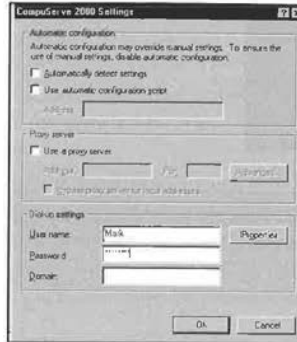 CompuServe 2000 Settings
Automatic configuration
Automatic configuration may override manual settings. To ensure the
use of manual settings, disable automatic configuration.
Automatically detect settings
Use automatic configuration script
Address
Proxy server
Use a proxy server
Address: Port: Advanced...
Bypass proxy server for local addresses
Dial-up settings
User name: Mark Properties
Password: ********
Domain:
OK Cancel